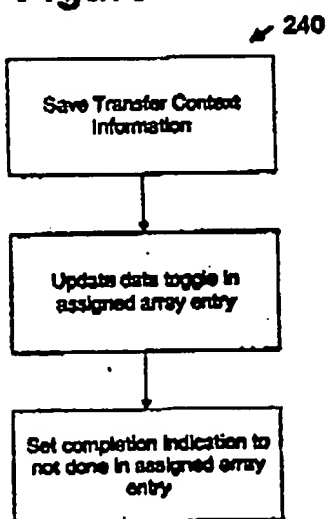 240
Save Transfer Context
Information
Update data toggle in
assigned array entry
Set completion indication to
not done in assigned array
entry